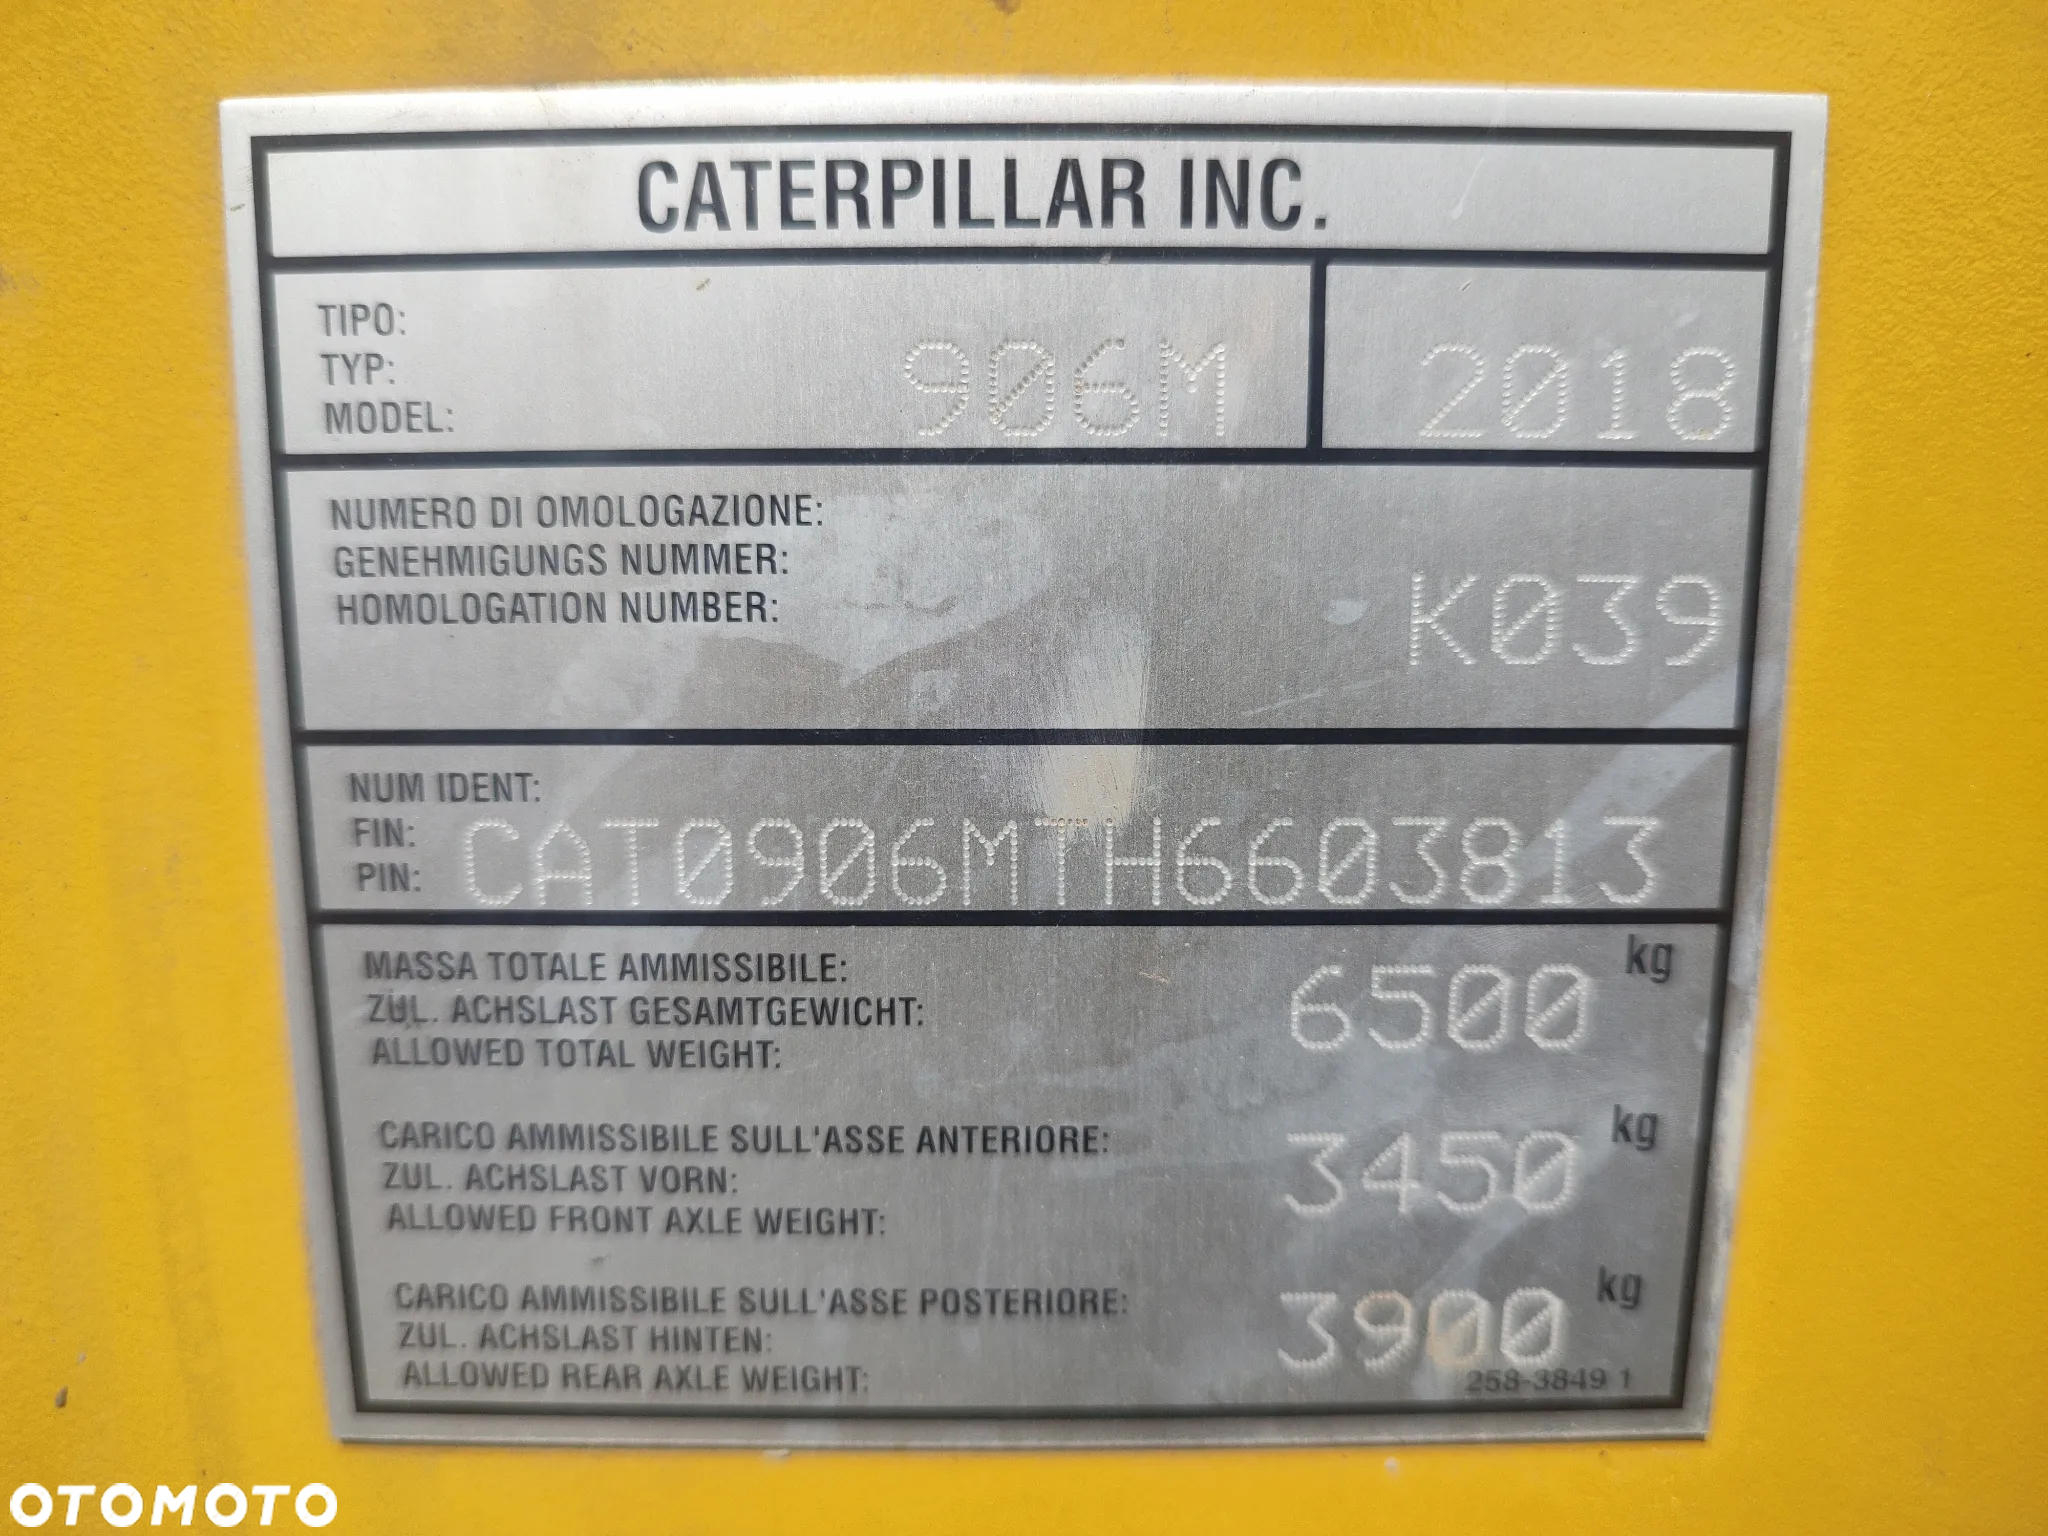 CATERPILLAR INC.
TIPO:
TYP:
MODEL:
906M
2018
NUMERO DI OMOLOGAZIONE:
GENEHMIGUNGS NUMMER:
HOMOLOGATION NUMBER:
K039
NUM IDENT:
FIN:
PIN:
CAT0906MTH6603813
MASSA TOTALE AMMISSIBILE:
ZUL. ACHSLAST GESAMTGEWICHT:
ALLOWED TOTAL WEIGHT:
6500 kg
CARICO AMMISSIBILE SULL'ASSE ANTERIORE:
ZUL. ACHSLAST VORN:
ALLOWED FRONT AXLE WEIGHT:
3450 kg
CARICO AMMISSIBILE SULL'ASSE POSTERIORE:
ZUL. ACHSLAST HINTEN:
ALLOWED REAR AXLE WEIGHT:
3900 kg
258-3849 1
OTOMOTO